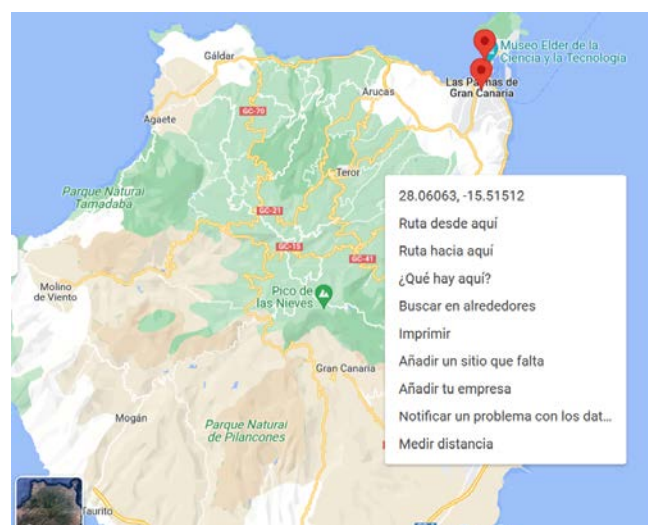 Museo Elder de la
Ciencia y la Tecnología
Gáldar
Las Palmas de
Gran Canaria
Arucas
GC-70
Agaete
Teror
Parque Natural
Tamadaba
28.06063, -15.51512
GC-21
Ruta desde aquí
GC-15
Ruta hacia aquí
GC-41
¿Qué hay aquí?
Molino
de Viento
Pico de
las Nieves
Buscar en alrededores
Imprimir
Añadir un sitio que falta
Gran Canaria
Añadir tu empresa
Mogán
Parque Natural
de Pilancones
Notificar un problema con los dat...
Medir distancia
Taurito